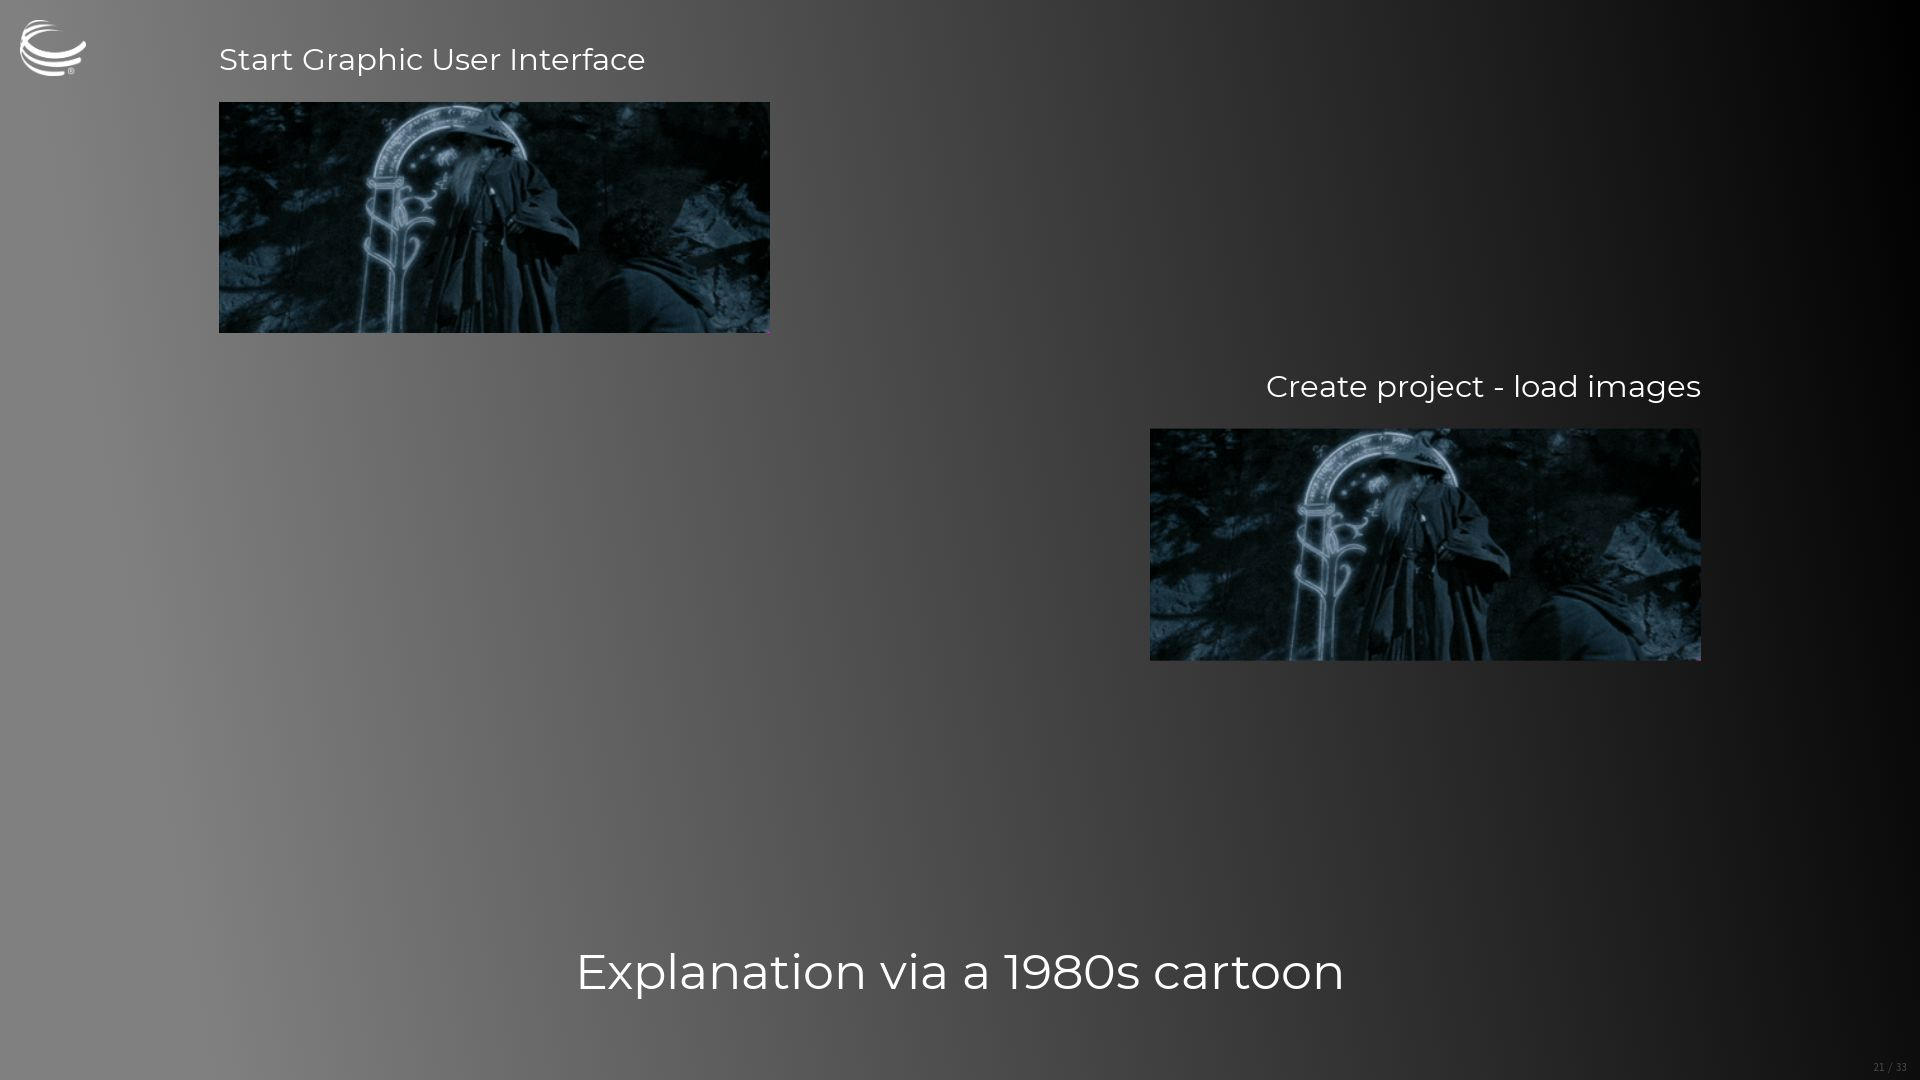 Start Graphic User Interface
Create project - load images
Explanation via a 1980s cartoon
21 / 33